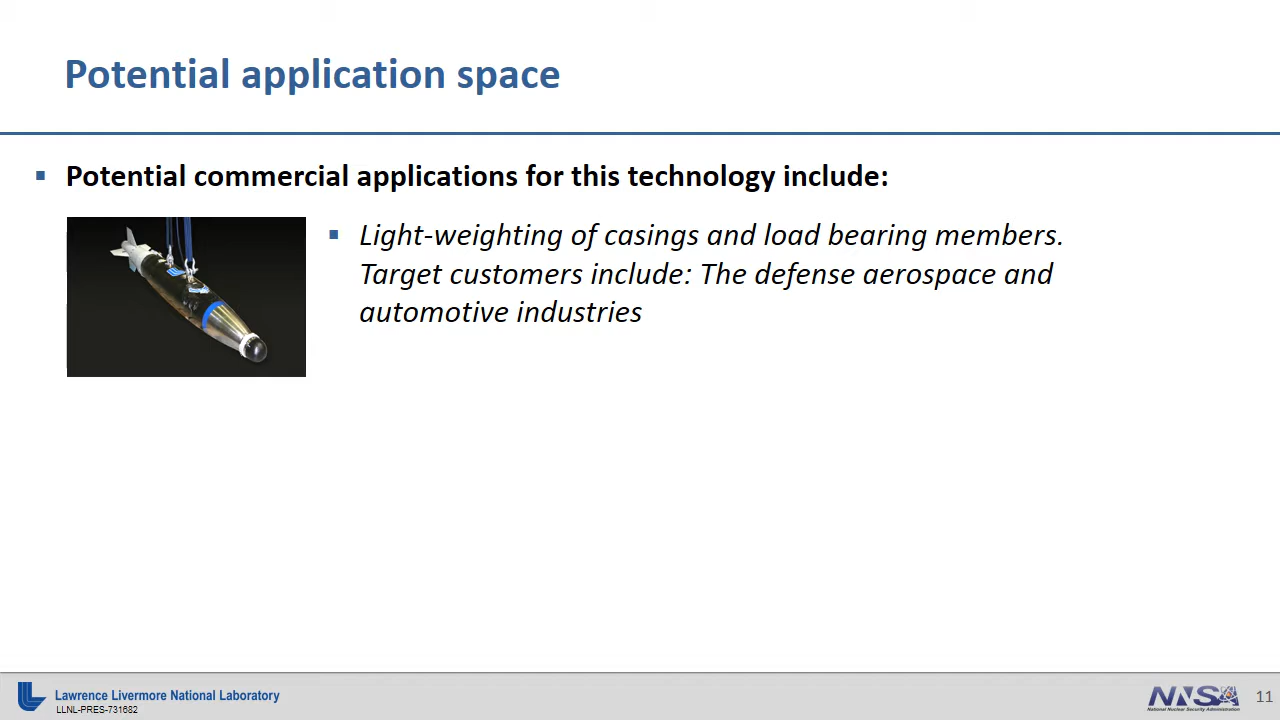 Potential application space
Potential commercial applications for this technology include:
Light-weighting of casings and load bearing members.
Target customers include: The defense aerospace and
automotive industries
Lawrence Livermore National Laboratory
LLNL-PRES-731682
NNSA
National Nuclear Security Administration
11